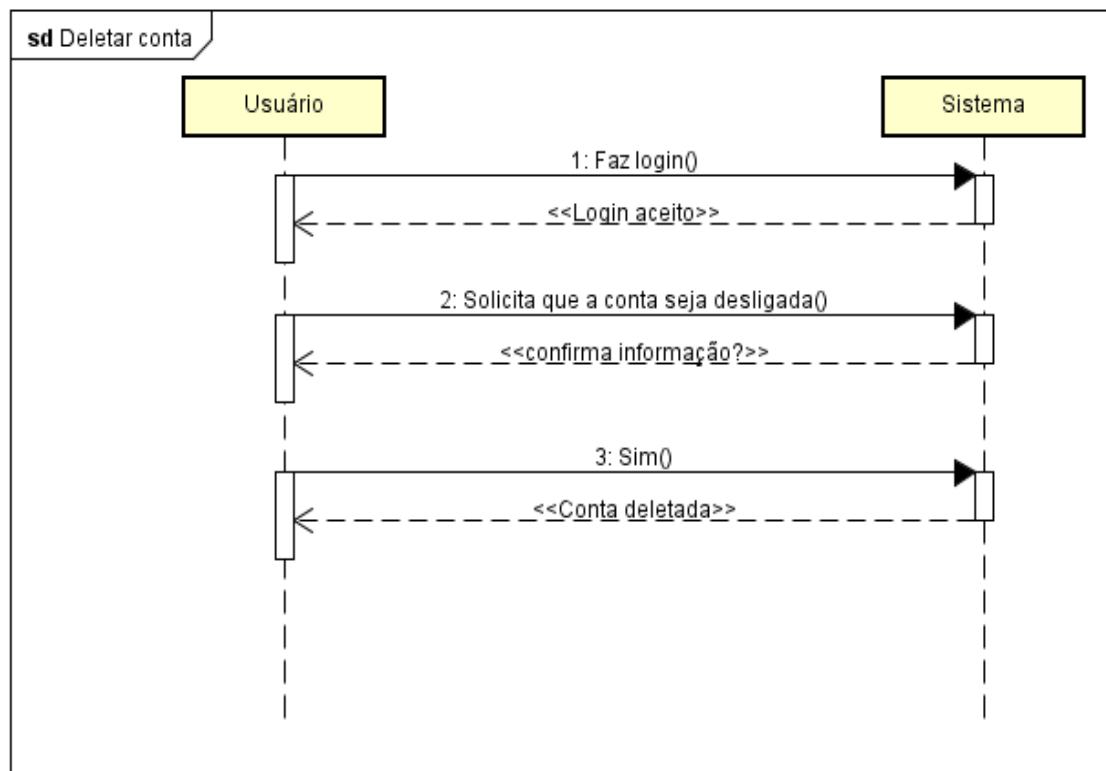 sd Deletar conta
Usuário
Sistema
1: Faz login()
<<Login aceito>>
2: Solicita que a conta seja desligada()
<<confirma informação?>>
3: Sim()
<<Conta deletada>>